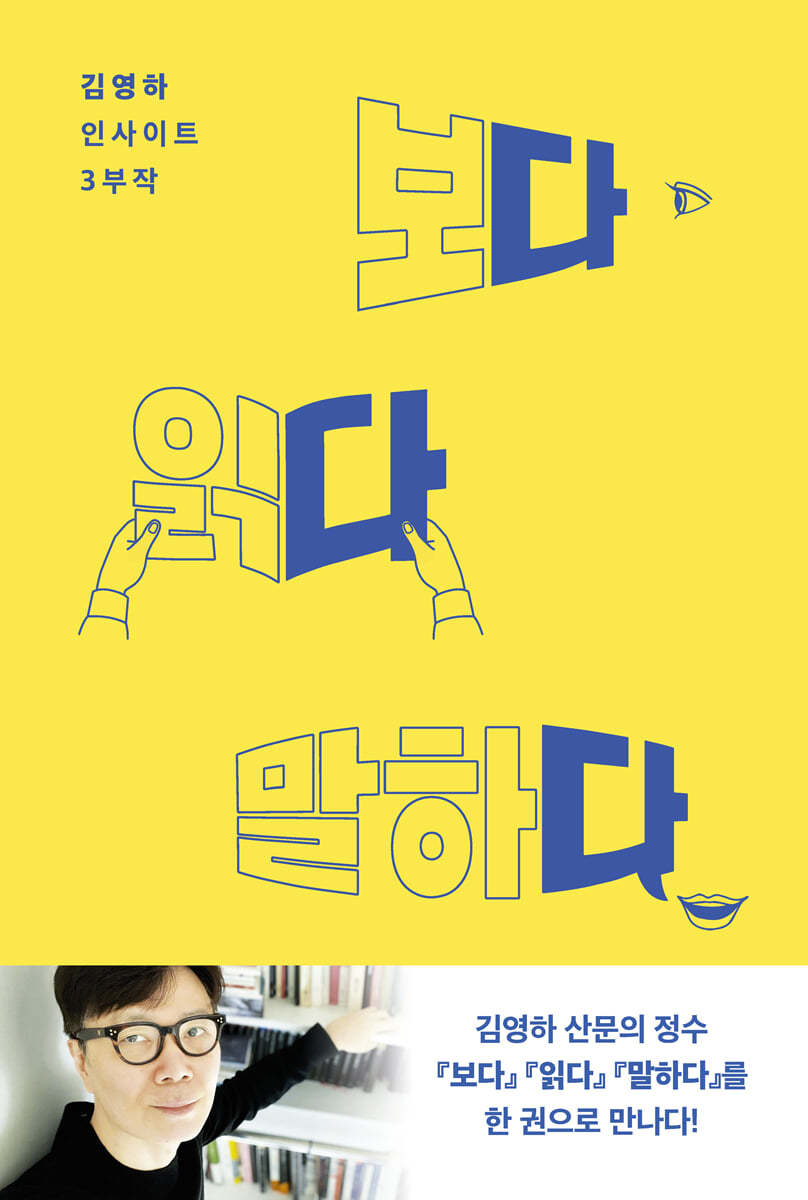 김영하
인사이트
3부작
보다
읽다
말하다
김영하 산문의 정수
『보다』『읽다』『말하다』를
한 권으로 만나다!